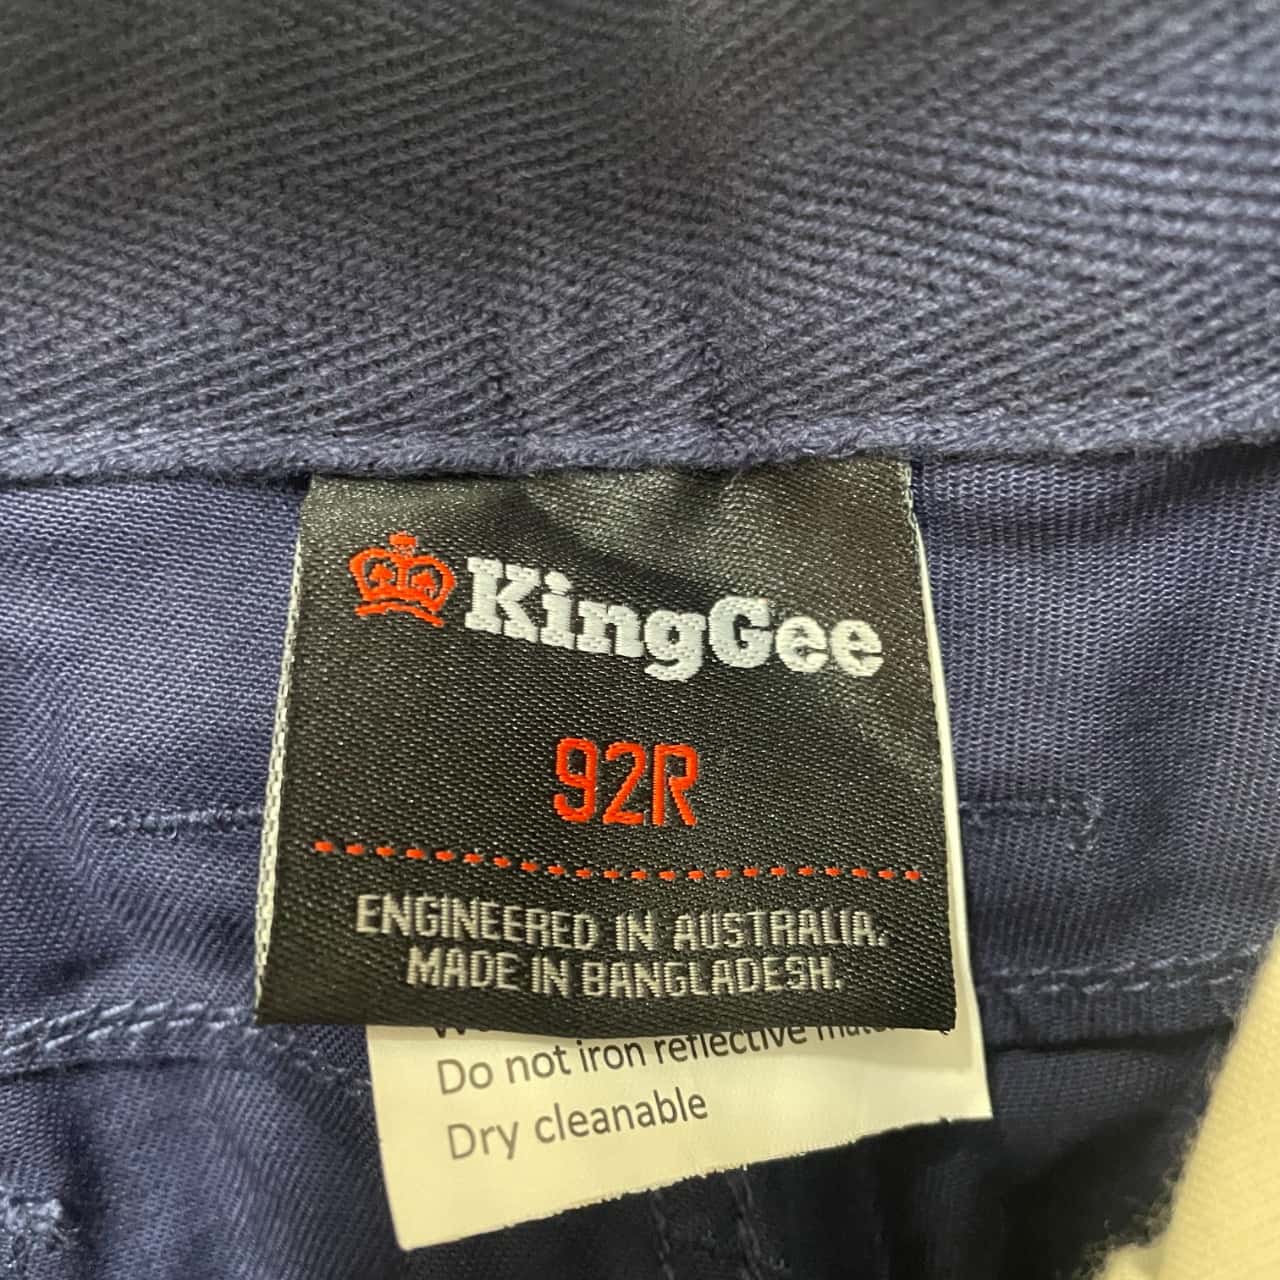 KingGee
92R
ENGINEERED IN AUSTRALIA.
MADE IN BANGLADESH.
Do not iron reflective
Dry cleanable